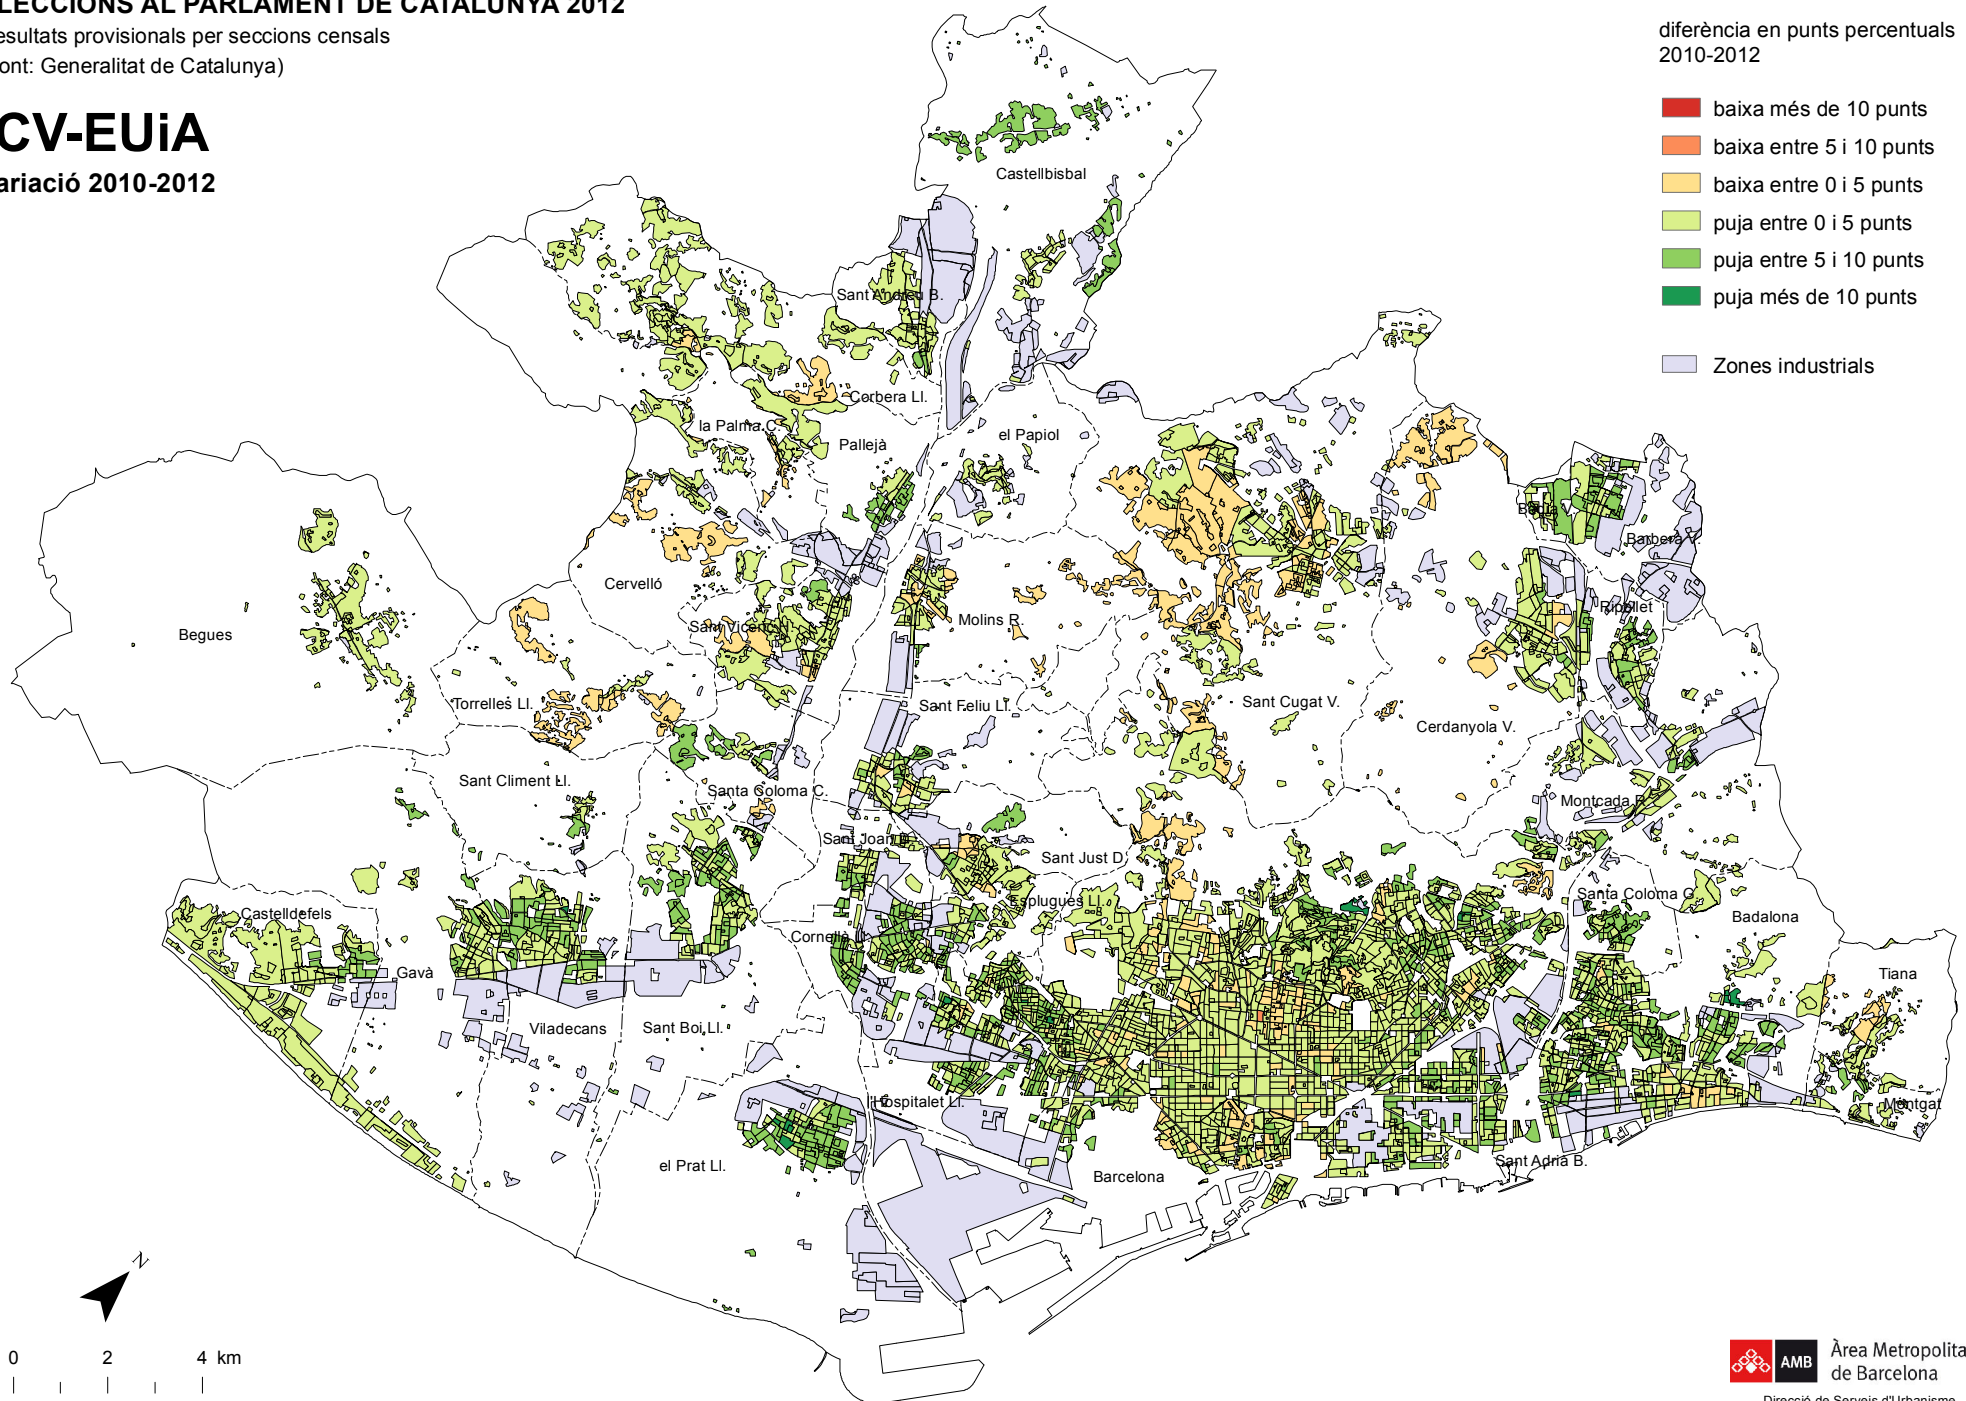 LECCIONS AL PARLAMENT DE CATALUNYA 2012
esultats provisionals per seccions censals
ont: Generalitat de Catalunya)
CV-EUiA
ariació 2010-2012
diferència en punts percentuals
2010-2012
baixa més de 10 punts
baixa entre 5 i 10 punts
baixa entre 0 i 5 punts
puja entre 0 i 5 punts
puja entre 5 i 10 punts
puja més de 10 punts
Zones industrials
Castellbisbal
Sant Andreu B.
Corbera Ll.
la Palma C.
Pallejà
el Papiol
Badia V.
Barberà V.
Cervelló
Ripollet
Begues
Sant Vicenç
Molins R.
Torrelles Ll.
Sant Feliu Ll.
Sant Cugat V.
Cerdanyola V.
Sant Climent Ll.
Santa Coloma C.
Montcada R.
Sant Joan D.
Sant Just D.
Esplugues Ll.
Santa Coloma G.
Castelldefels
Badalona
Cornellà Ll.
Gavà
Tiana
Viladecans
Sant Boi Ll.
l'Hospitalet Ll.
Montgat
el Prat Ll.
Barcelona
Sant Adrià B.
N
0 2 4 km
AMB
Àrea Metropolita
de Barcelona
Direcció de Serveis d'Urbanisme